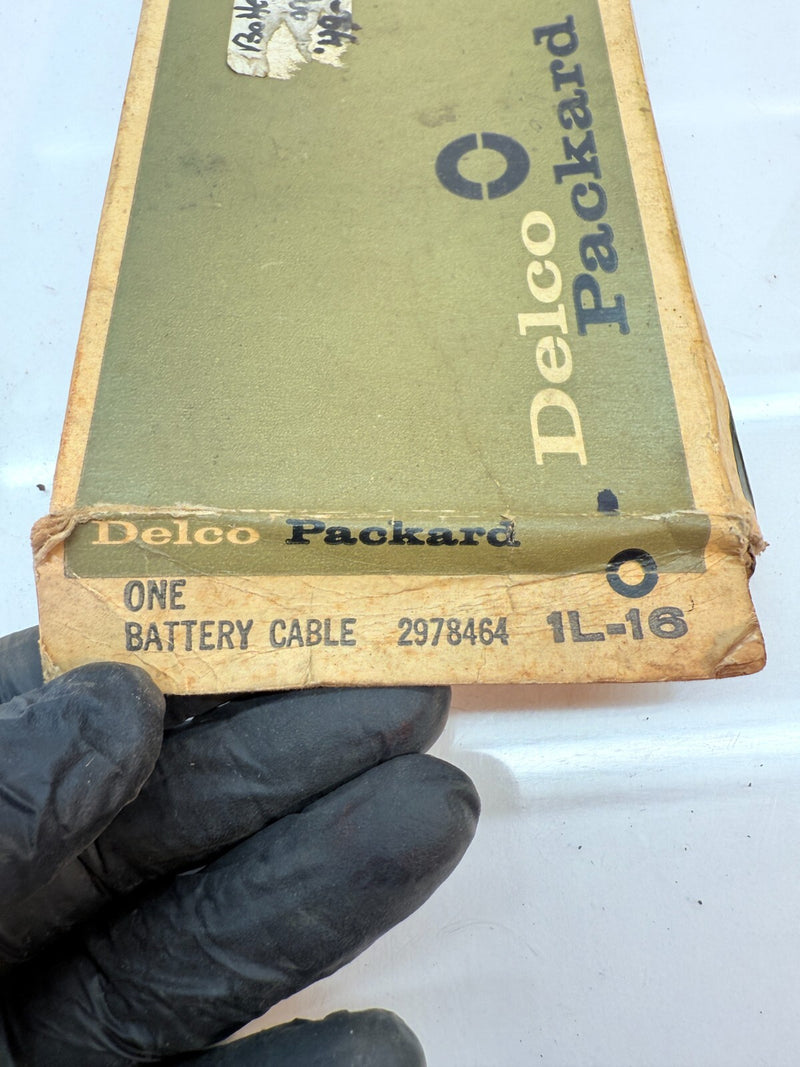 Delco
Packard
Delco Packard
ONE
BATTERY CABLE 2978464 1L-16